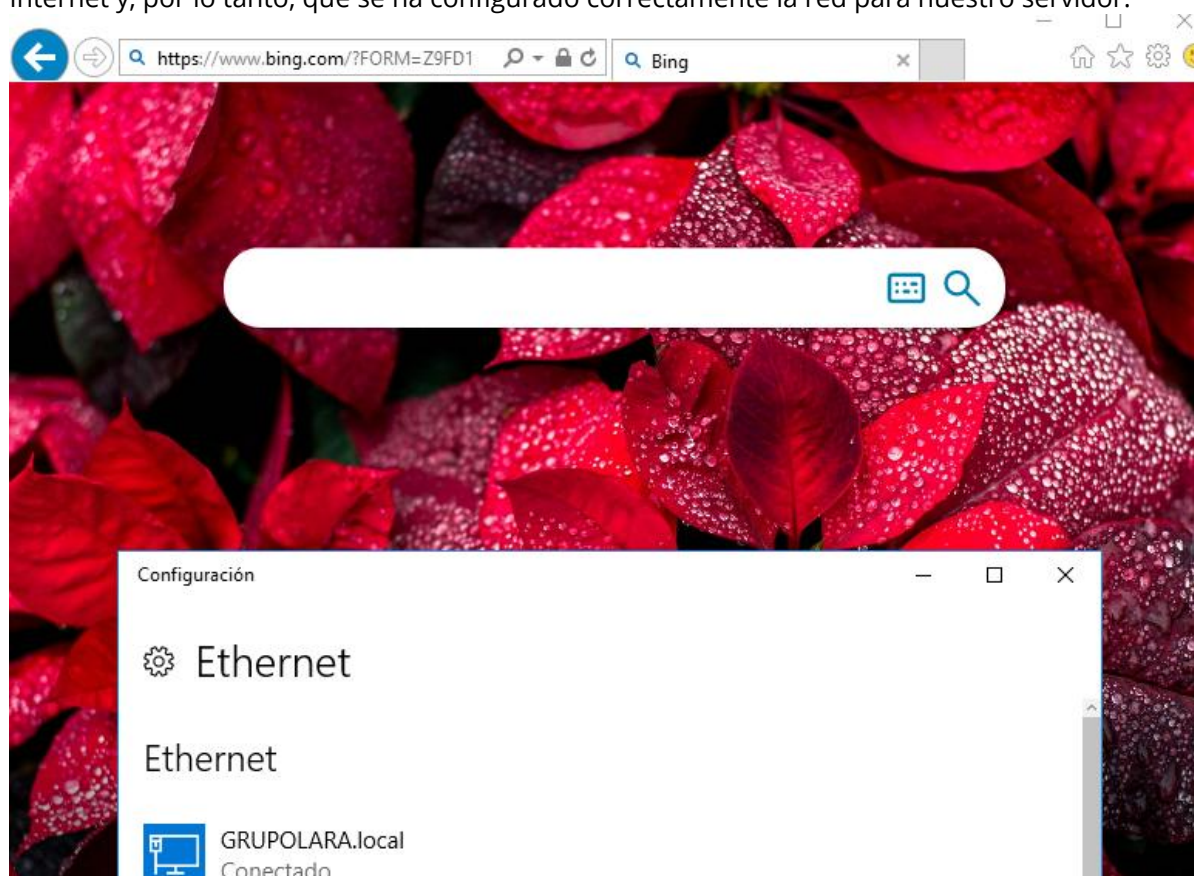 internet y, por lo tanto, que se ha configurado correctamente la red para nuestro servidor.
https://www.bing.com/?FORM=Z9FD1
Bing
Configuración
Ethernet
Ethernet
GRUPOLARA.local
Conectado